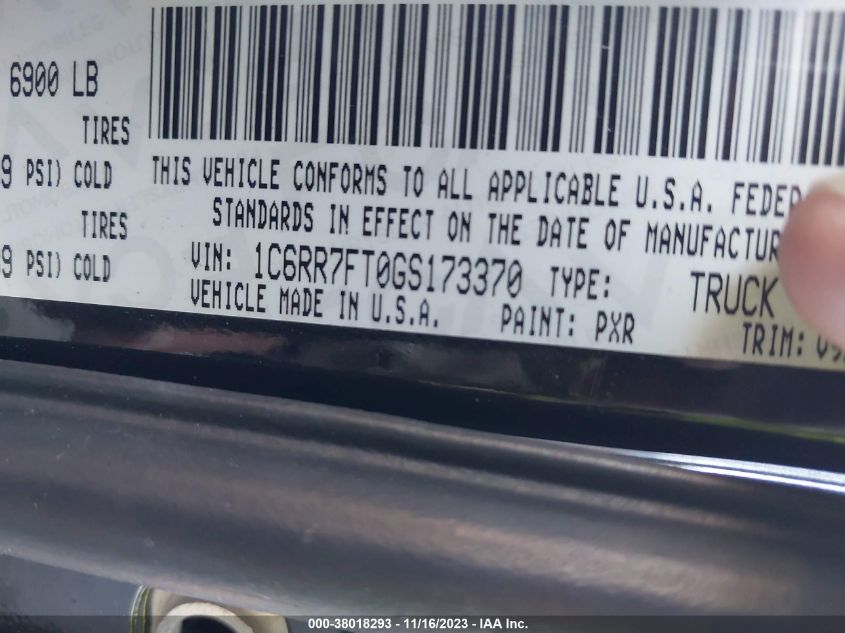 6900 LB
TIRES
9 PSI) COLD
TIRES
9 PSI) COLD
THIS VEHICLE CONFORMS TO ALL APPLICABLE U.S.A. FEDER
STANDARDS IN EFFECT ON THE DATE OF MANUFACTUR
VIN: 1C6RR7FT0GS173370 TYPE: TRUCK
VEHICLE MADE IN U.S.A. PAINT: PXR TRIM:
000-38018293 - 11/16/2023 - IAA Inc.